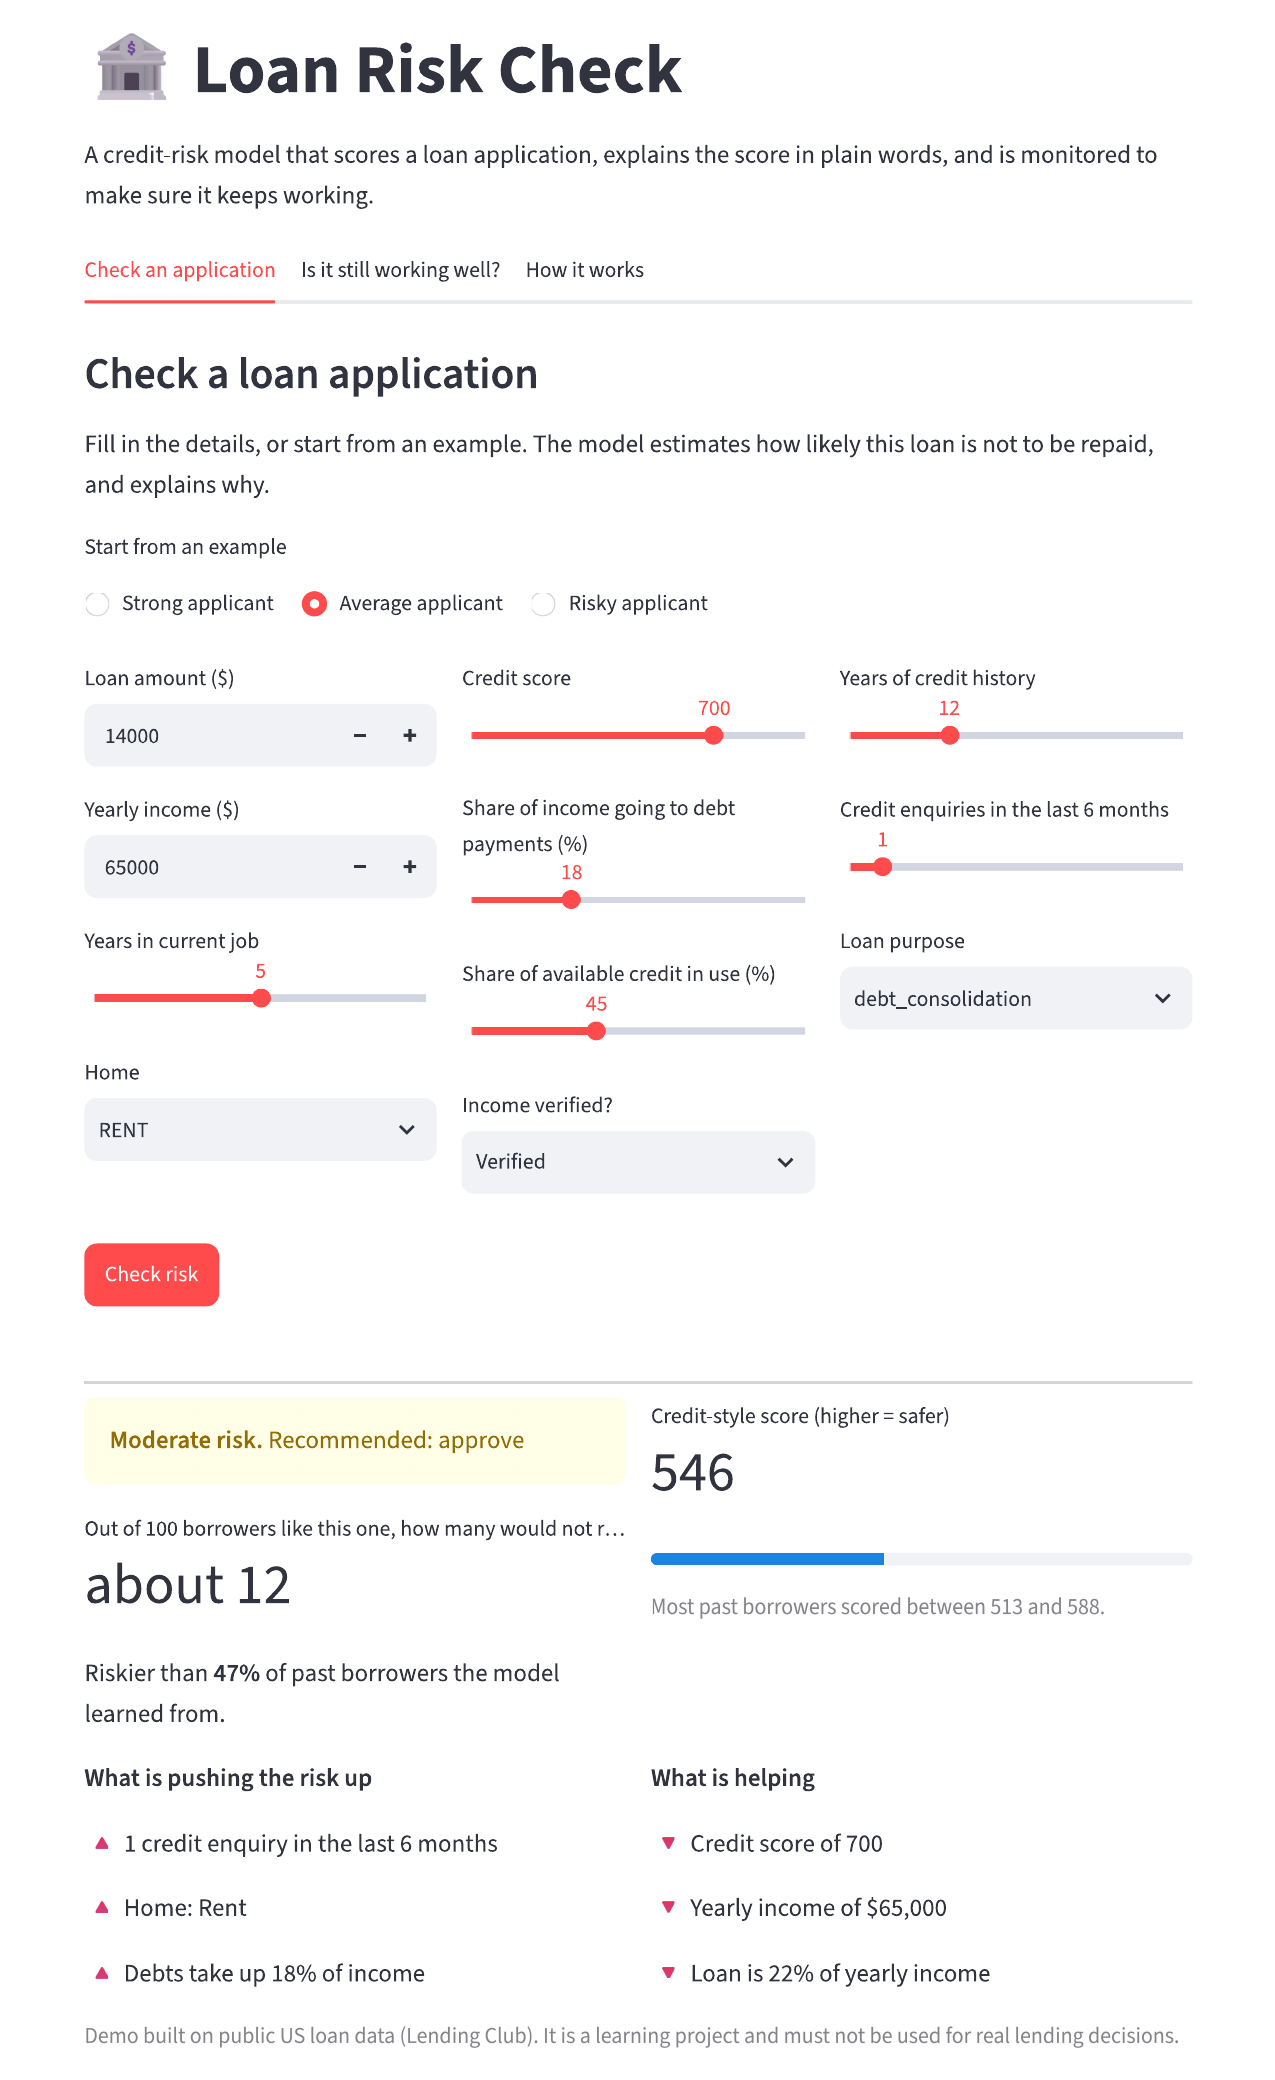 Loan Risk Check
A credit-risk model that scores a loan application, explains the score in plain words, and is monitored to
make sure it keeps working.
Check an application
Is it still working well?
How it works
Check a loan application
Fill in the details, or start from an example. The model estimates how likely this loan is not to be repaid,
and explains why.
Start from an example
Strong applicant
Average applicant
Risky applicant
Loan amount ($)
14000
Yearly income ($)
65000
Years in current job
5
Home
RENT
Credit score
700
Share of income going to debt
payments (%)
18
Share of available credit in use (%)
45
Income verified?
Verified
Years of credit history
12
Credit enquiries in the last 6 months
1
Loan purpose
debt_consolidation
Check risk
Moderate risk. Recommended: approve
Out of 100 borrowers like this one, how many would not r…
about 12
Riskier than 47% of past borrowers the model
learned from.
Credit-style score (higher = safer)
546
Most past borrowers scored between 513 and 588.
What is pushing the risk up
1 credit enquiry in the last 6 months
Home: Rent
Debts take up 18% of income
What is helping
Credit score of 700
Yearly income of $65,000
Loan is 22% of yearly income
Demo built on public US loan data (Lending Club). It is a learning project and must not be used for real lending decisions.